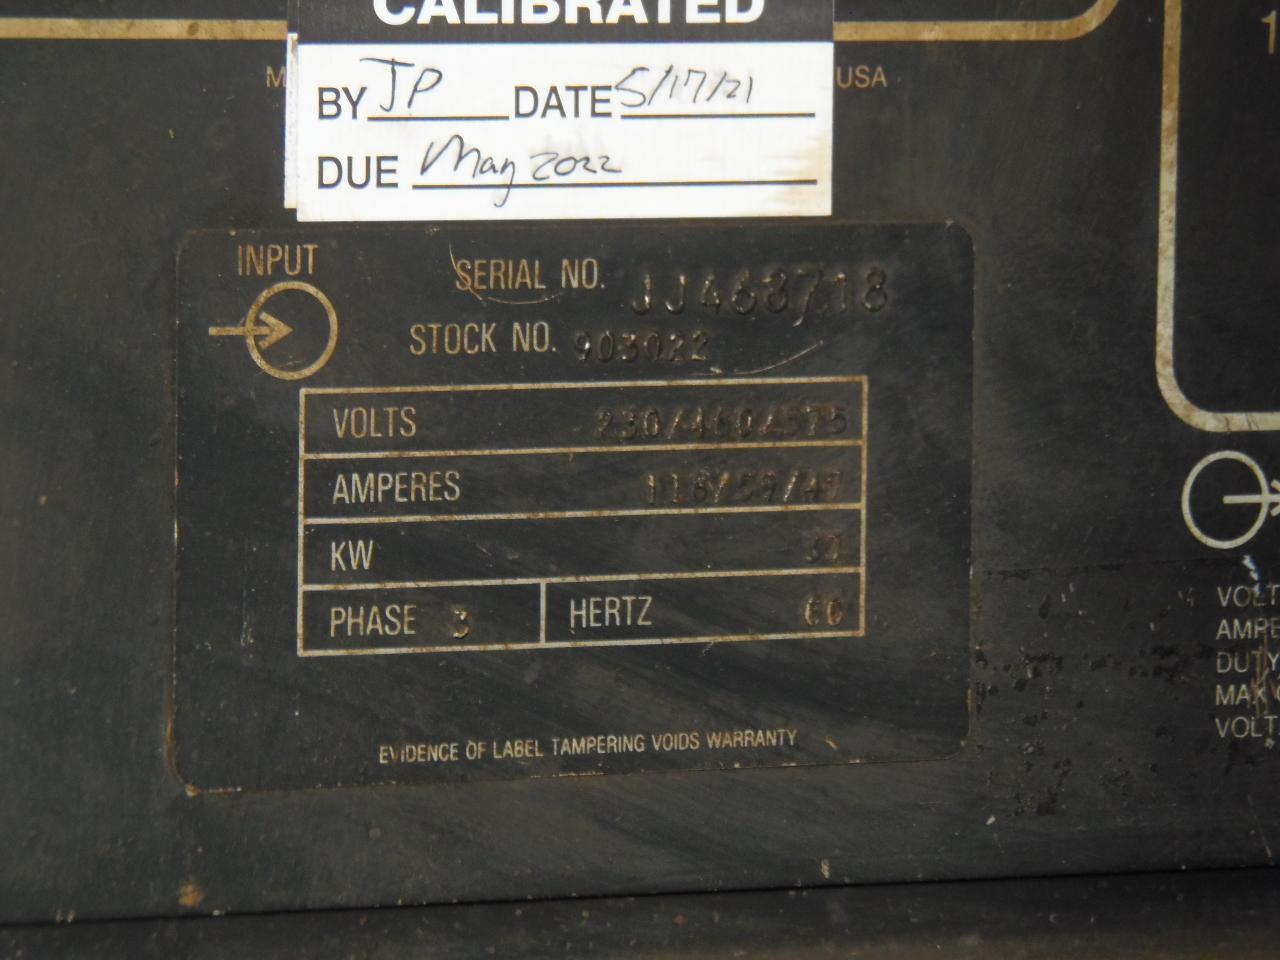 CALIBRATED
USA
BY JP DATE 5/17/21
DUE May 2022
INPUT
SERIAL NO. JJ468718
STOCK NO. 903022
VOLTS 230/460/575
AMPERES 118/59/47
KW 37
PHASE 3 HERTZ 60
EVIDENCE OF LABEL TAMPERING VOIDS WARRANTY
VOLT
AMPE
DUTY
MAX
VOLT